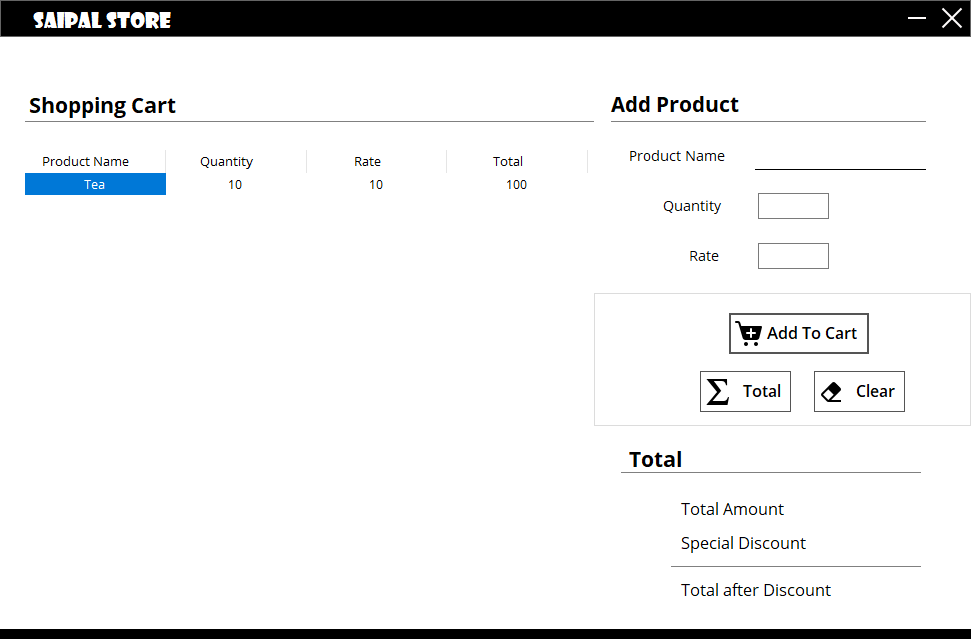 SAIPAL STORE
Shopping Cart
Product Name Quantity Rate Total
Tea 10 10 100
Add Product
Product Name
Quantity
Rate
Add To Cart
Total Clear
Total
Total Amount
Special Discount
Total after Discount